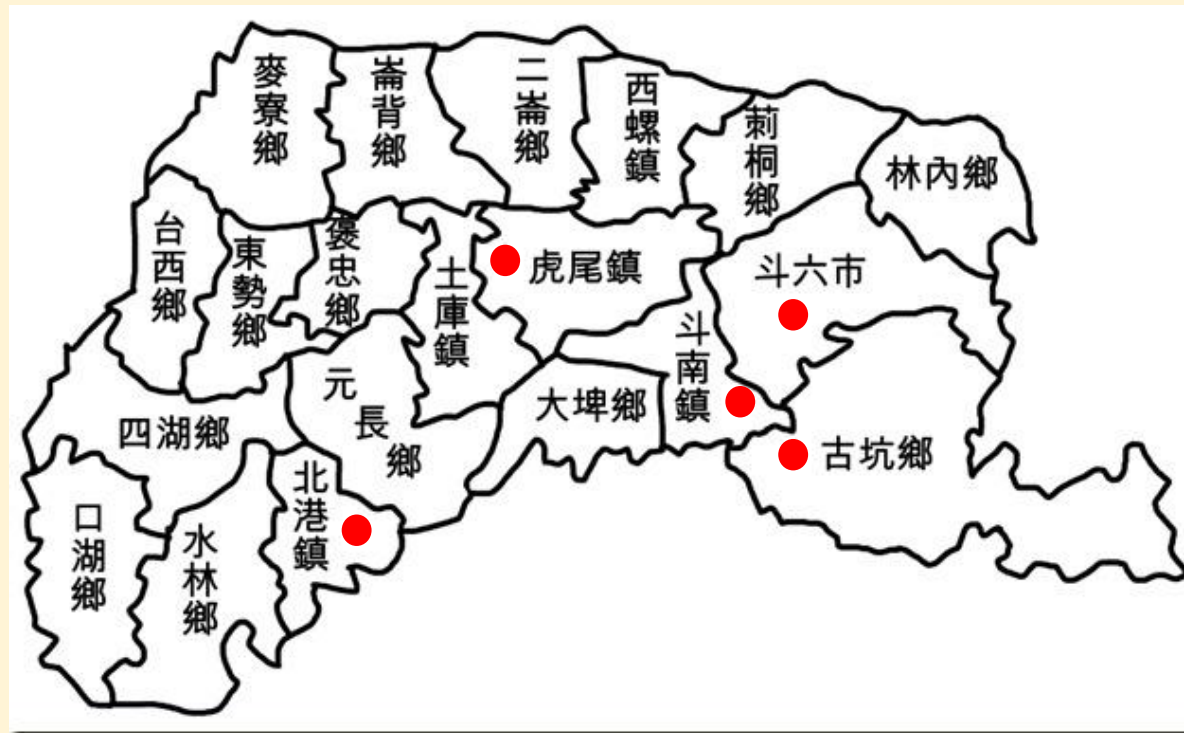 麥寮鄉
崙背鄉
二崙鄉
西螺鎮
莿桐鄉
林內鄉
台西鄉
東勢鄉
褒忠鄉
土庫鎮
虎尾鎮
斗六市
斗南鎮
大埤鄉
古坑鄉
元長鄉
四湖鄉
北港鎮
口湖鄉
水林鄉